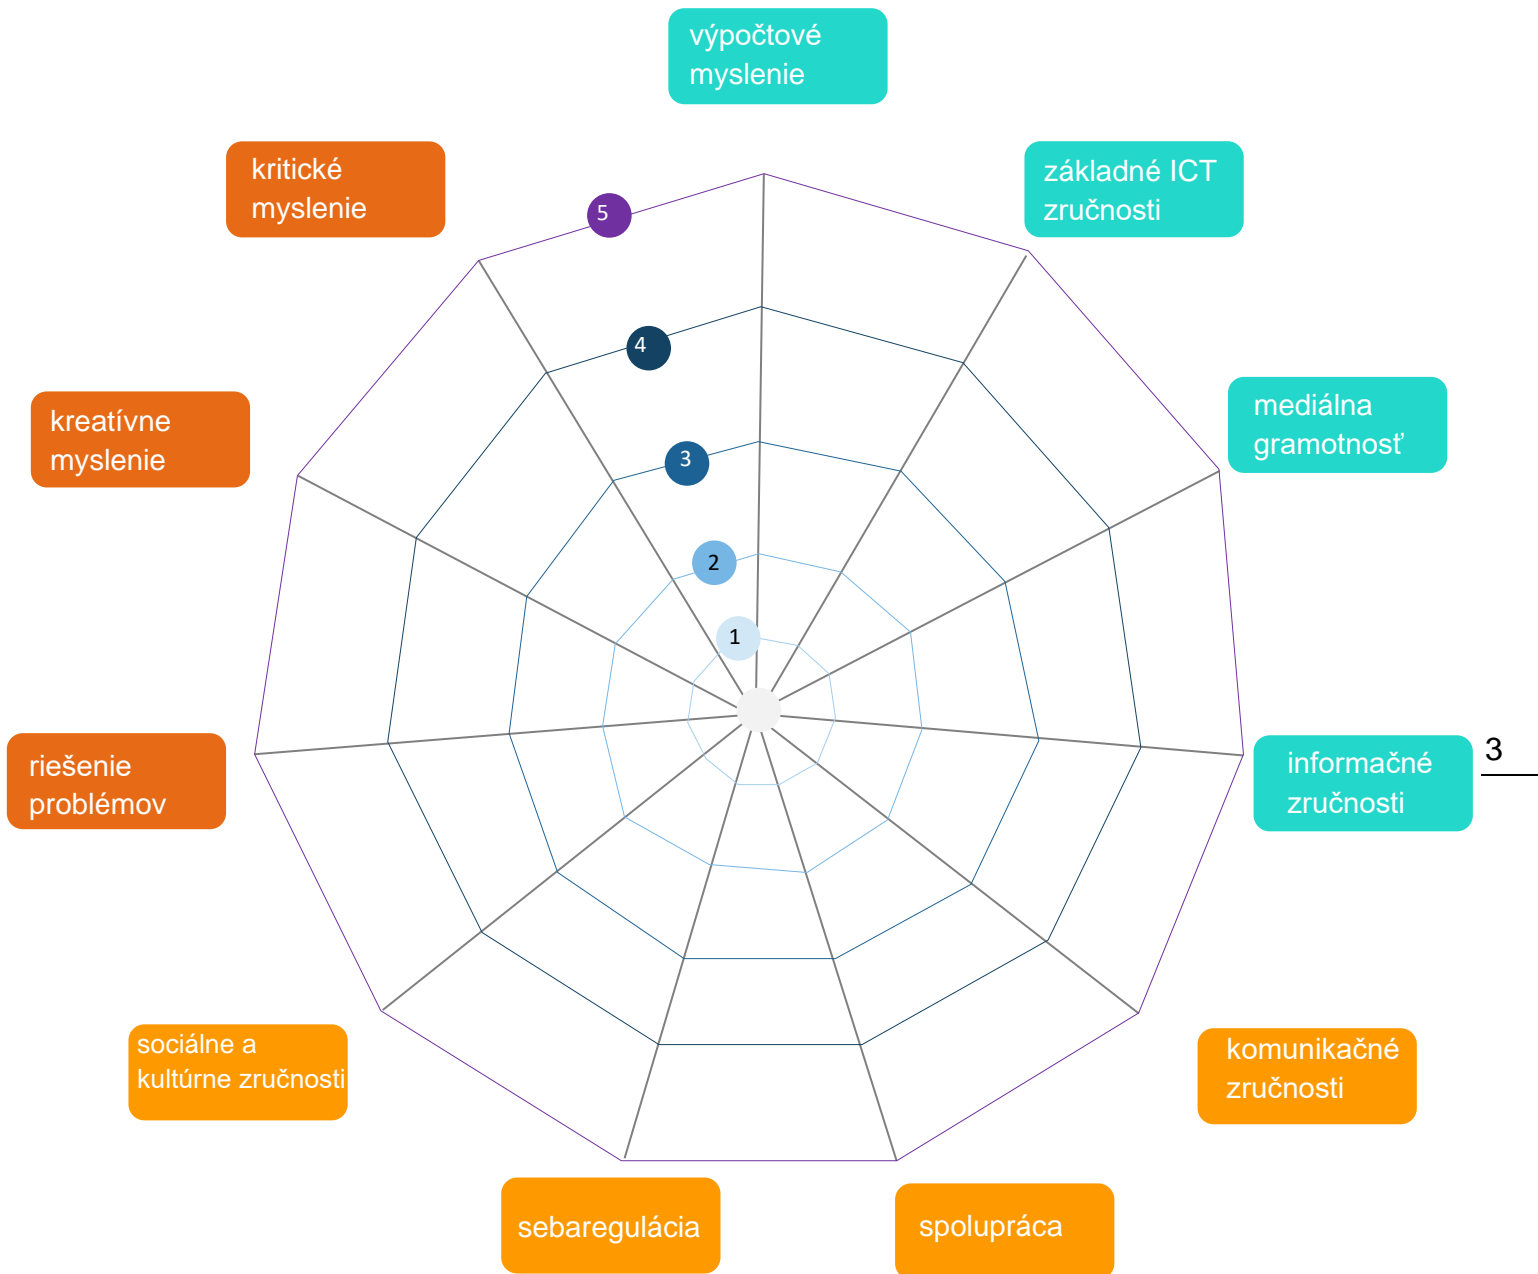 výpočtové
myslenie
kritické
myslenie
základné ICT
zručnosti
5
4
kreatívne
myslenie
mediálna
gramotnosť
3
2
1
riešenie
problémov
informačné
zručnosti
3
sociálne a
kultúrne zručnosti
komunikačné
zručnosti
sebaregulácia
spolupráca